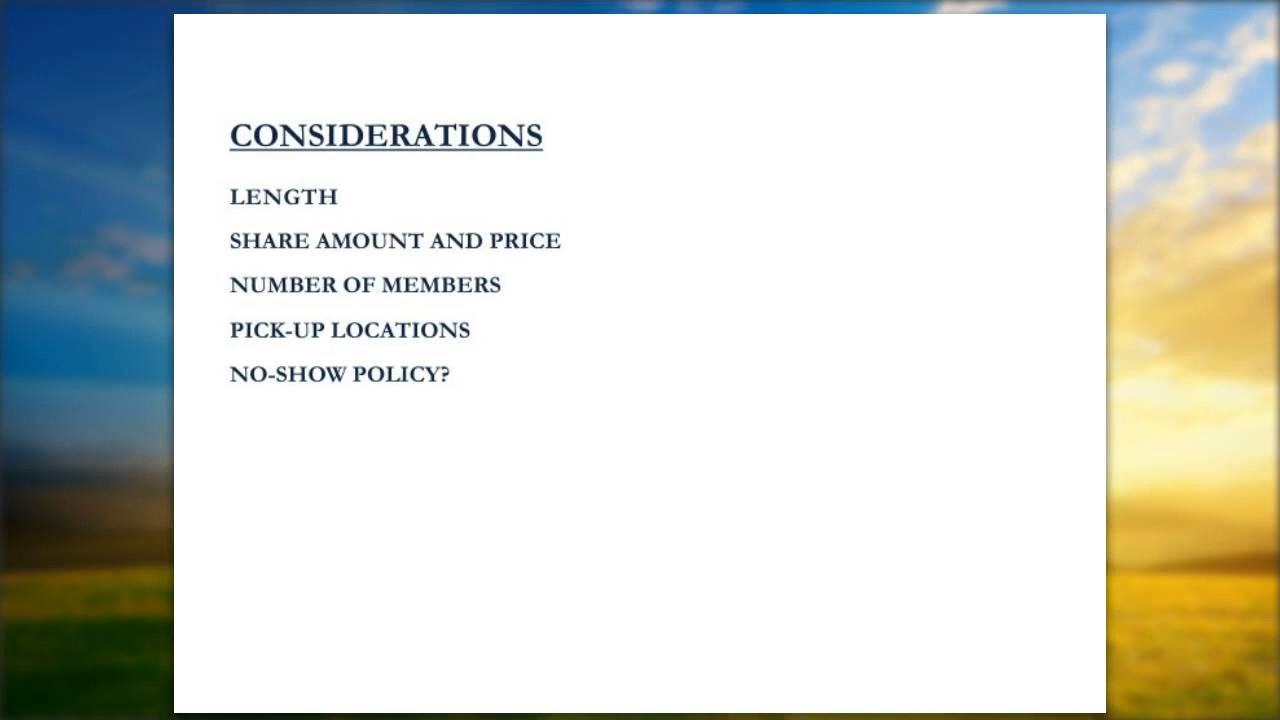 CONSIDERATIONS
LENGTH
SHARE AMOUNT AND PRICE
NUMBER OF MEMBERS
PICK-UP LOCATIONS
NO-SHOW POLICY?